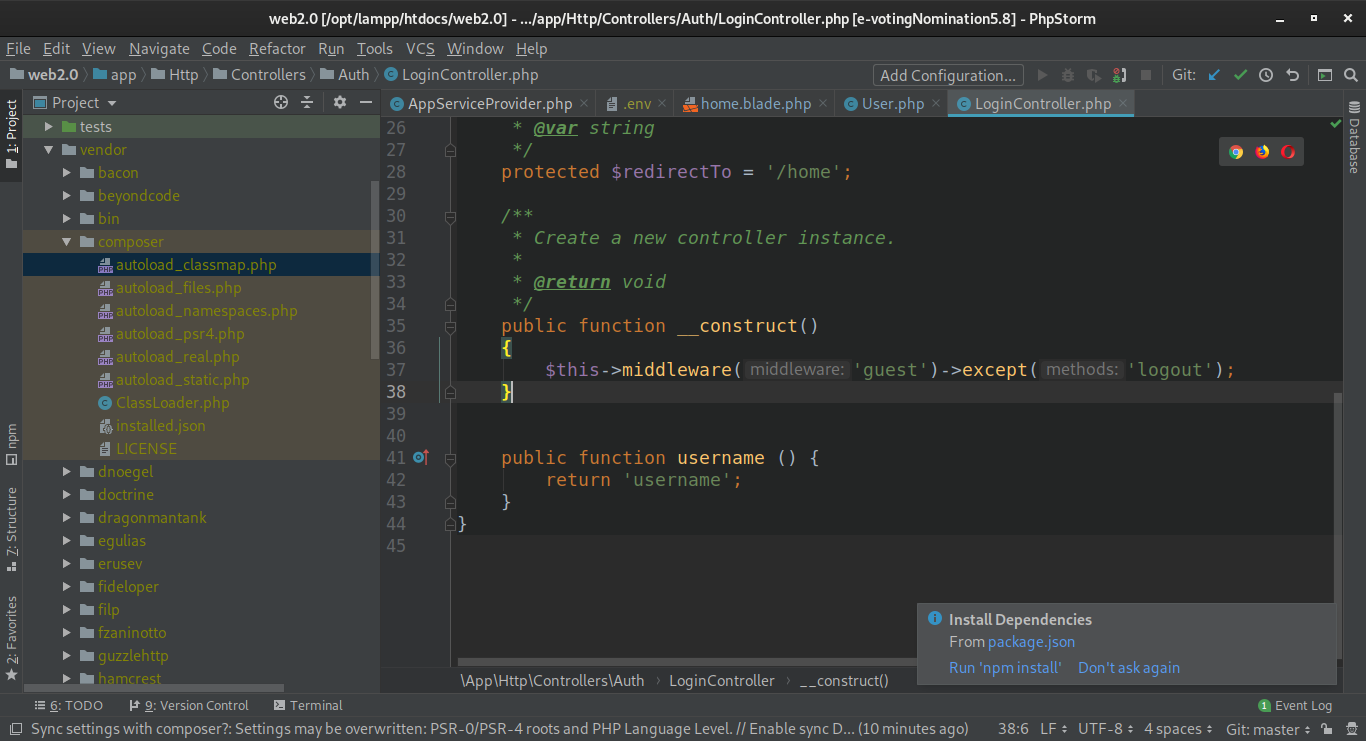 web2.0 [/opt/lampp/htdocs/web2.0] - .../app/Http/Controllers/Auth/LoginController.php [e-votingNomination5.8] - PhpStorm
File Edit View Navigate Code Refactor Run Tools VCS Window Help
web2.0 app Http Controllers Auth LoginController.php Add Configuration... Git:
1: Project
npm
7: Structure
2: Favorites
Project
tests
vendor
bacon
beyondcode
bin
composer
autoload_classmap.php
autoload_files.php
autoload_namespaces.php
autoload_psr4.php
autoload_real.php
autoload_static.php
ClassLoader.php
installed.json
LICENSE
dnoegel
doctrine
dragonmantank
egulias
erusev
fideloper
filp
fzaninotto
guzzlehttp
hamcrest
AppServiceProvider.php .env home.blade.php User.php LoginController.php
26 * @var string
27 */
28 protected $redirectTo = '/home';
29
30 /**
31 * Create a new controller instance.
32 *
33 * @return void
34 */
35 public function __construct()
36 {
37 $this->middleware( middleware: 'guest')->except( methods: 'logout');
38 }
39
40
41 public function username () {
42 return 'username';
43 }
44 }
45
Database
Install Dependencies
From package.json
Run 'npm install' Don't ask again
\App\Http\Controllers\Auth › LoginController › __construct()
6: TODO 9: Version Control Terminal 1 Event Log
Sync settings with composer?: Settings may be overwritten: PSR-0/PSR-4 roots and PHP Language Level. // Enable sync D... (10 minutes ago) 38:6 LF UTF-8 4 spaces Git: master